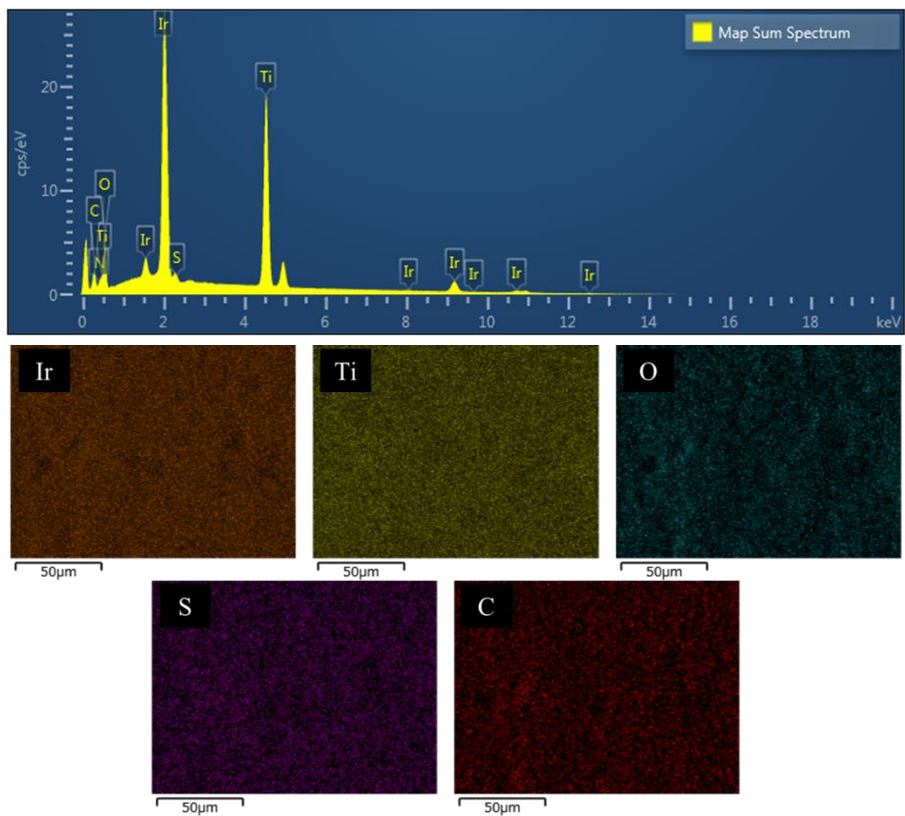 Map Sum Spectrum
cps/eV
20
10
0
Ir
Ti
O
C
Ti
N
Ir
S
Ir
Ir
Ir
Ir
Ir
0 2 4 6 8 10 12 14 16 18 keV
Ir
Ti
O
50µm
50µm
50µm
S
C
50µm
50µm